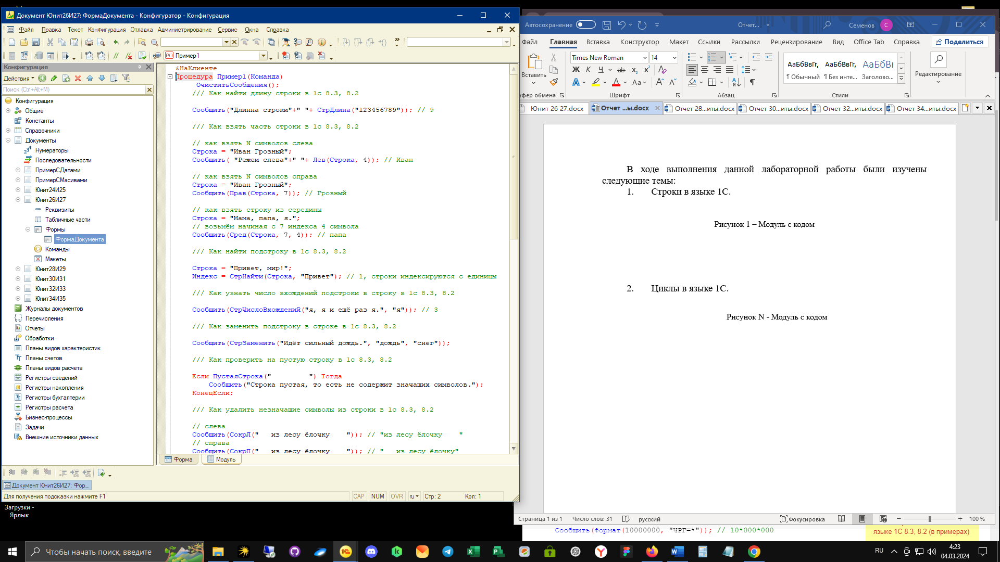 Документ Юнит26И27: ФормаДокумента - Конфигуратор - Конфигурация
Файл Правка Текст Конфигурация Отладка Администрирование Сервис Окна Справка
Пример1
Конфигурация
Действия
Поиск (Ctrl+Alt+M)
Конфигурация
Общие
Константы
Справочники
Документы
Нумераторы
Последовательности
ПримерСДатами
ПримерСМасивами
Юнит24И25
Юнит26И27
Реквизиты
Табличные части
Формы
ФормаДокумента
Команды
Макеты
Юнит28И29
Юнит30И31
Юнит32И33
Юнит34И35
Журналы документов
Перечисления
Отчеты
Обработки
Планы видов характеристик
Планы счетов
Планы видов расчета
Регистры сведений
Регистры накопления
Регистры бухгалтерии
Регистры расчета
Бизнес-процессы
Задачи
Внешние источники данных
&НаКлиенте
Процедура Пример1(Команда)
ОчиститьСообщения();
/// Как найти длину строки в 1с 8.3, 8.2
Сообщить("Длинна строки"+" "+ СтрДлина("123456789")); // 9
/// Как взять часть строки в 1с 8.3, 8.2
// как взять N символов слева
Строка = "Иван Грозный";
Сообщить( "Режем слева"+" "+ Лев(Строка, 4)); // Иван
// как взять N символов справа
Строка = "Иван Грозный";
Сообщить(Прав(Строка, 7)); // Грозный
// как взять строку из середины
Строка = "Мама, папа, я.";
// возьмём начиная с 7 индекса 4 символа
Сообщить(Сред(Строка, 7, 4)); // папа
/// Как найти подстроку в 1с 8.3, 8.2
Строка = "Привет, мир!";
Индекс = СтрНайти(Строка, "Привет"); // 1, строки индексируются с единицы
/// Как узнать число вхождений подстроки в строку в 1с 8.3, 8.2
Сообщить(СтрЧислоВхождений("я, я и ещё раз я.", "я")); // 3
/// Как заменить подстроку в строке в 1с 8.3, 8.2
Сообщить(СтрЗаменить("Идёт сильный дождь.", "дождь", "снег"));
/// Как проверить на пустую строку в 1с 8.3, 8.2
Если ПустаяСтрока("         ") Тогда
Сообщить("Строка пустая, то есть не содержит значащих символов.");
КонецЕсли;
/// Как удалить незначащие символы из строки в 1с 8.3, 8.2
// слева
Сообщить(СокрЛ("   из лесу ёлочку    ")); // "из лесу ёлочку    "
// справа
Сообщить(СокрП("   из лесу ёлочку    ")); // "   из лесу ёлочку"
Форма Модуль
Документ Юнит26И27: Фор...
Для получения подсказки нажмите F1 CAP NUM OVR ru Стр: 2 Кол: 1
Загрузки -
Ярлык
Автосохранение Отчет... Семенов С
Файл Главная Вставка Конструктор Макет Ссылки Рассылки Рецензирование Вид Office Tab Справка Поделиться
Вставить
Times New Roman 14
Ж К Ч ab x₂ x² Aa
АаБбВвГг, АаБбВвГг, АаБбВ
¶ Обычный ¶ Без инте... Заголово...
Редактирование
уфер обмена Шрифт Абзац Стили
Юнит 26 27.docx Отчет ...ы.docx Отчет 28...иты.docx Отчет 30...иты.docx Отчет 32...иты.docx Отчет 34...иты.docx
В ходе выполнения данной лабораторной работы были изучены
следующие темы:
1. Строки в языке 1С.
Рисунок 1 – Модуль с кодом
2. Циклы в языке 1С.
Рисунок N - Модуль с кодом
Страница 1 из 1 Число слов: 31 русский Фокусировка 100 %
Сообщить(Формат(10000000, "ЧРГ=*")); // 10*000*000
языке 1С 8.3, 8.2 (в примерах)
Чтобы начать поиск, введите
RU
4:23
04.03.2024